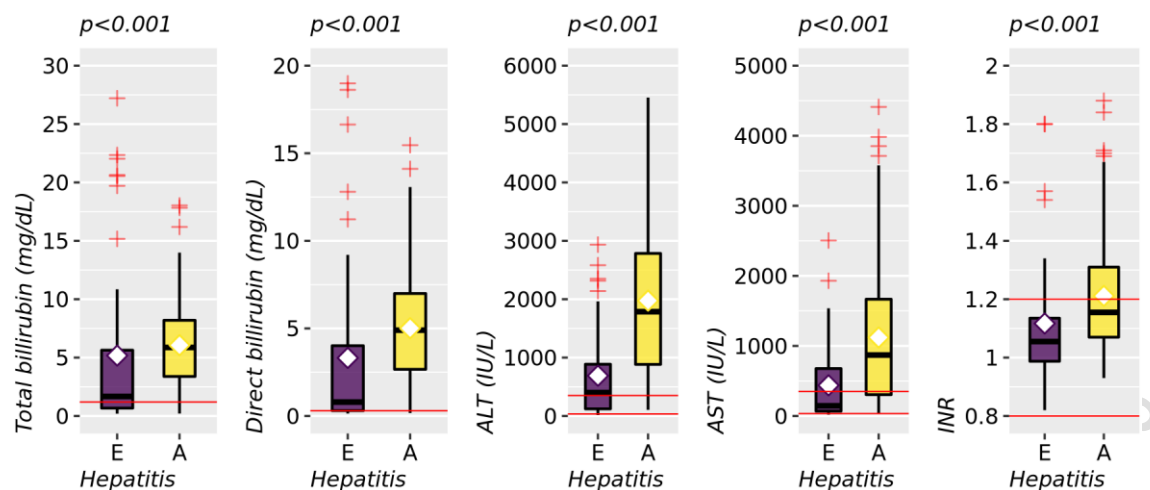 p<0.001 p<0.001 p<0.001 p<0.001 p<0.001
Total billirubin (mg/dL)
30
25
20
15
10
5
0
E A
Hepatitis
Direct billirubin (mg/dL)
20
15
10
5
0
E A
Hepatitis
ALT (IU/L)
6000
5000
4000
3000
2000
1000
0
E A
Hepatitis
AST (IU/L)
5000
4000
3000
2000
1000
0
E A
Hepatitis
INR
2
1.8
1.6
1.4
1.2
1
0.8
E A
Hepatitis